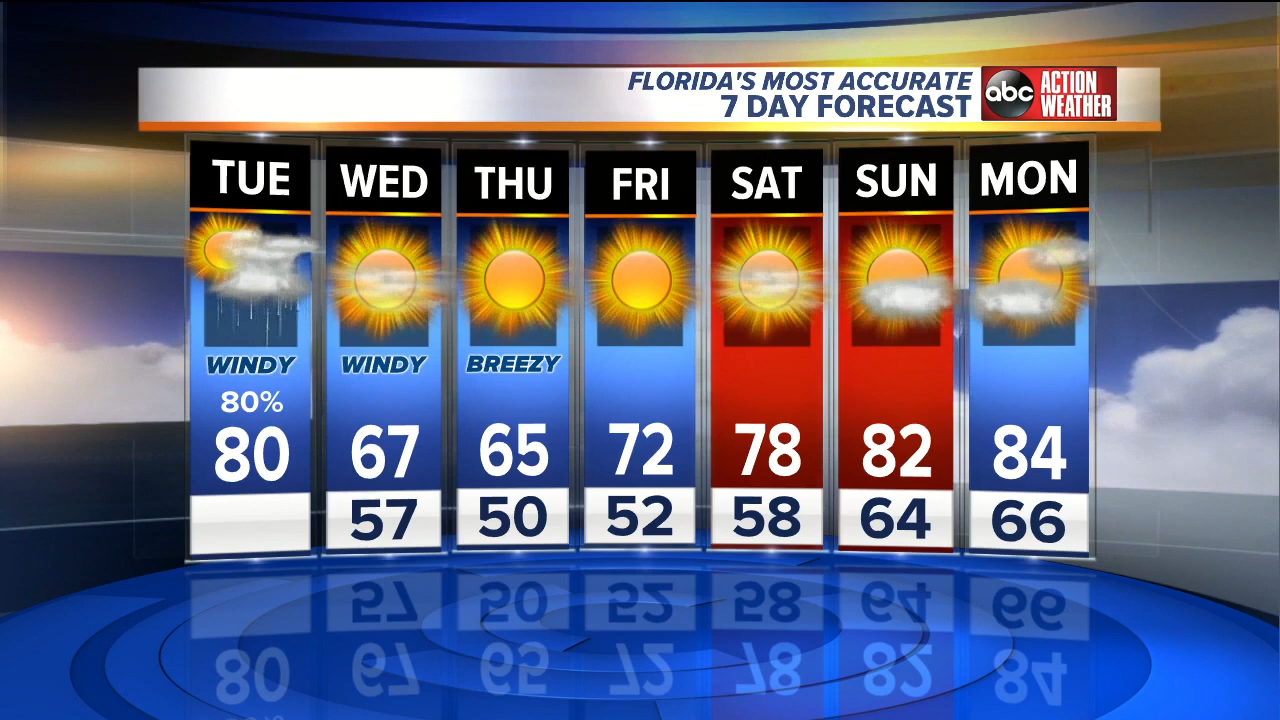 FLORIDA'S MOST ACCURATE
7 DAY FORECAST
abc ACTION WEATHER
TUE WED THU FRI SAT SUN MON
WINDY WINDY BREEZY
80%
80 67 65 72 78 82 84
57 50 52 58 64 66